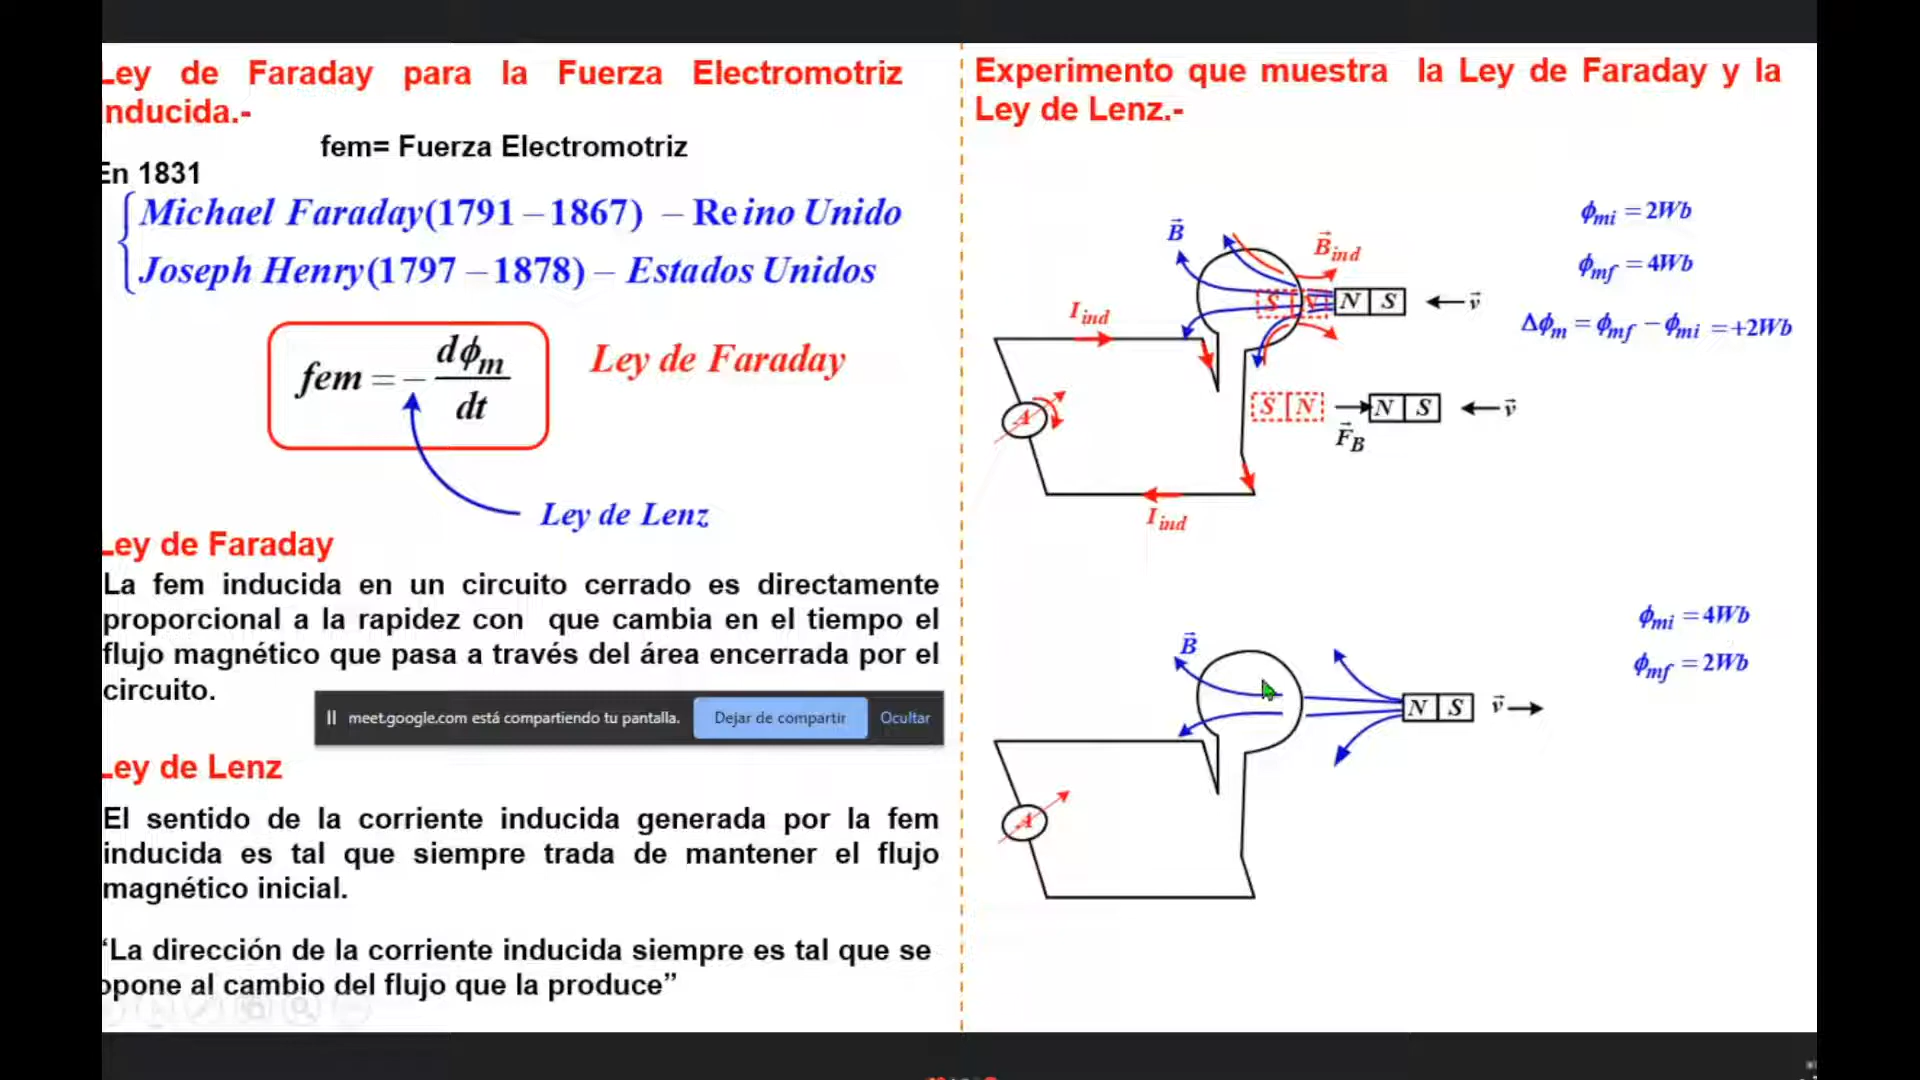 Ley de Faraday para la Fuerza Electromotriz
nducida.-
fem= Fuerza Electromotriz
En 1831
Michael Faraday(1791 – 1867) – Reino Unido
Joseph Henry(1797 – 1878) – Estados Unidos
fem = – dϕm / dt
Ley de Faraday
Ley de Lenz
Ley de Faraday
La fem inducida en un circuito cerrado es directamente
proporcional a la rapidez con que cambia en el tiempo el
flujo magnético que pasa a través del área encerrada por el
circuito.
meet.google.com está compartiendo tu pantalla. Dejar de compartir Ocultar
Ley de Lenz
El sentido de la corriente inducida generada por la fem
inducida es tal que siempre trada de mantener el flujo
magnético inicial.
“La dirección de la corriente inducida siempre es tal que se
opone al cambio del flujo que la produce”
Experimento que muestra la Ley de Faraday y la
Ley de Lenz.-
B⃗
B⃗ind
ϕmi = 2Wb
ϕmf = 4Wb
Δϕm = ϕmf – ϕmi = +2Wb
S N N S v⃗
Iind
S N N S v⃗
F⃗B
A
Iind
ϕmi = 4Wb
ϕmf = 2Wb
B⃗
N S v⃗
A